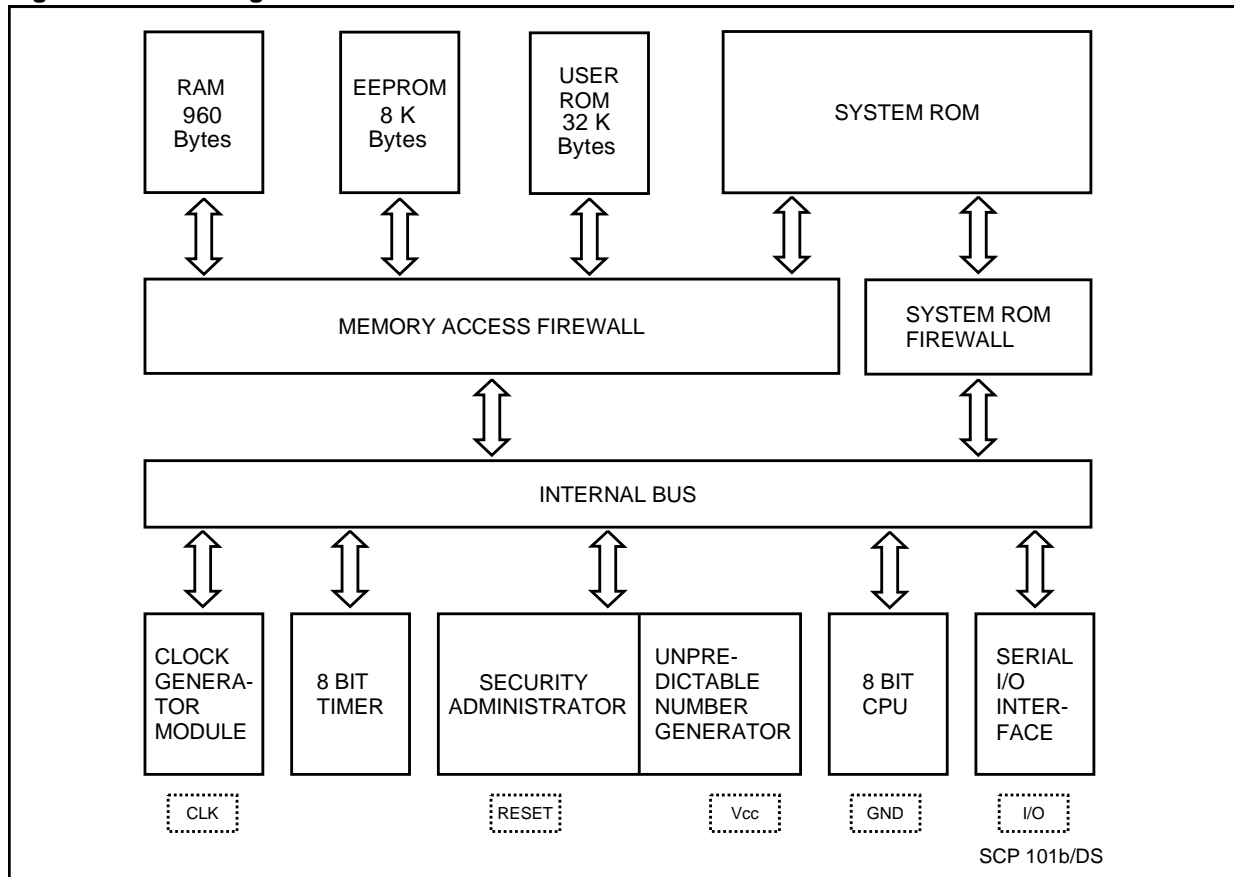 RAM
960
Bytes
EEPROM
8 K
Bytes
USER
ROM
32 K
Bytes
SYSTEM ROM
MEMORY ACCESS FIREWALL
SYSTEM ROM
FIREWALL
INTERNAL BUS
CLOCK
GENERA-
TOR
MODULE
8 BIT
TIMER
SECURITY
ADMINISTRATOR
UNPRE-
DICTABLE
NUMBER
GENERATOR
8 BIT
CPU
SERIAL
I/O
INTER-
FACE
CLK
RESET
Vcc
GND
I/O
SCP 101b/DS